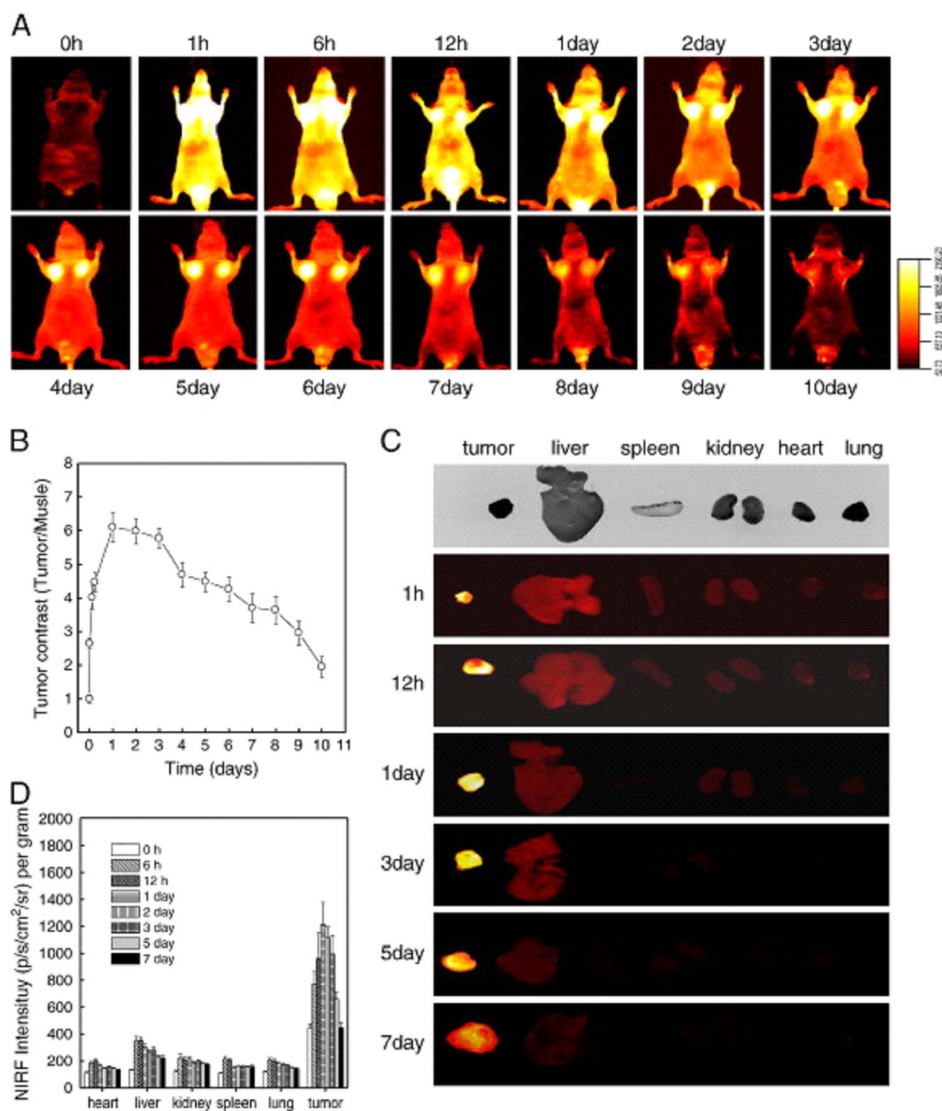 A
0h 1h 6h 12h 1day 2day 3day
4day 5day 6day 7day 8day 9day 10day
B
Tumor contrast (Tumor/Musle)
8
7
6
5
4
3
2
1
0
0 1 2 3 4 5 6 7 8 9 10 11
Time (days)
C
tumor liver spleen kidney heart lung
1h
12h
1day
3day
5day
7day
D
NIRF Intensituy (p/s/cm²/sr) per gram
2000
1800
1600
1400
1200
1000
800
600
400
200
0
0 h
6 h
12 h
1 day
2 day
3 day
5 day
7 day
heart liver kidney spleen lung tumor